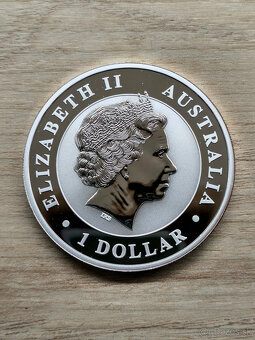 ELIZABETH II
AUSTRALIA
· 1 DOLLAR ·